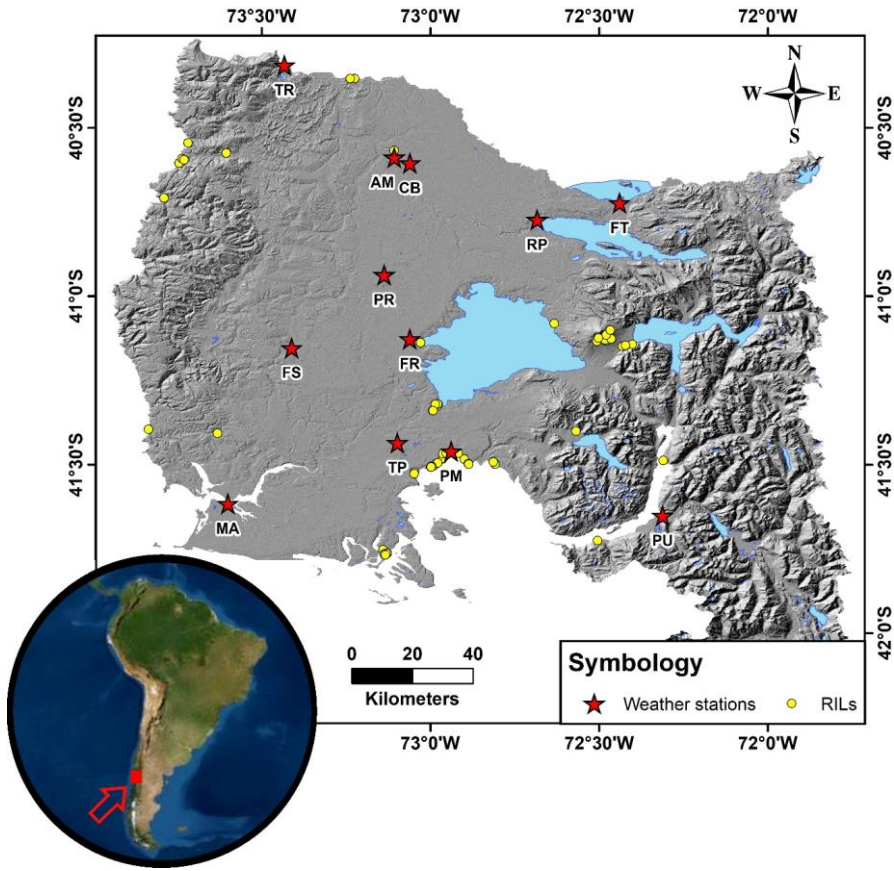 73°30'W 73°0'W 72°30'W 72°0'W
N
W E
S
TR
40°30'S 40°30'S
AM
CB
FT
RP
PR
41°0'S 41°0'S
FR
FS
TP
PM
41°30'S 41°30'S
MA
PU
42°0'S
0 20 40
Kilometers
Symbology
Weather stations RILs
73°0'W 72°30'W 72°0'W